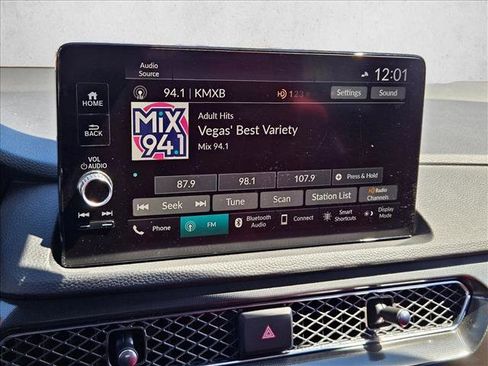 Audio
Source
12:01
94.1 | KMXB
HD 1 2 3
Settings
Sound
HOME
BACK
VOL
AUDIO
MiX
94.1
Adult Hits
Vegas' Best Variety
Mix 94.1
87.9
98.1
107.9
Press & Hold
Seek
Tune
Scan
Station List
HD Radio
Channels
Phone
FM
Bluetooth
Audio
Connect
Smart
Shortcuts
Display
Mode